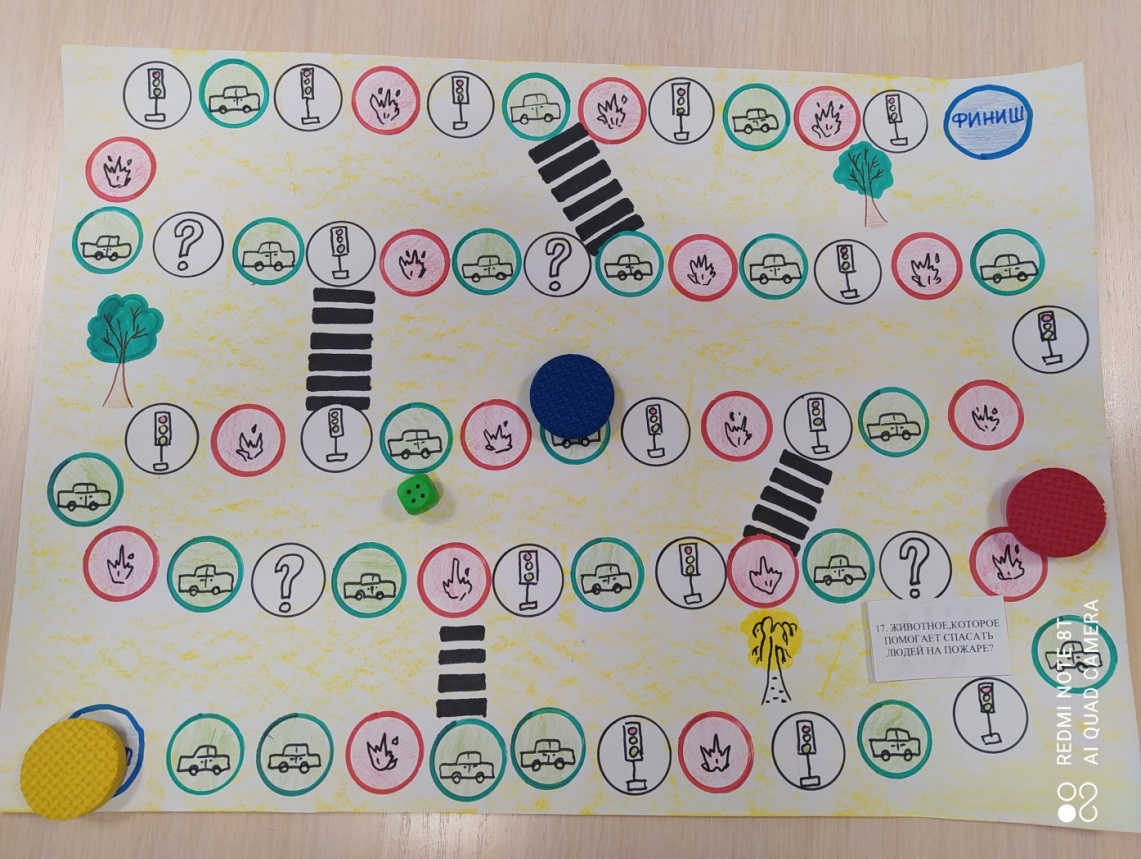 ФИНИШ
?
?
?
?
17. ЖИВОТНОЕ,КОТОРОЕ
ПОМОГАЕТ СПАСАТЬ
ЛЮДЕЙ НА ПОЖАРЕ?
REDMI NOTE 8T
AI QUAD CAMERA